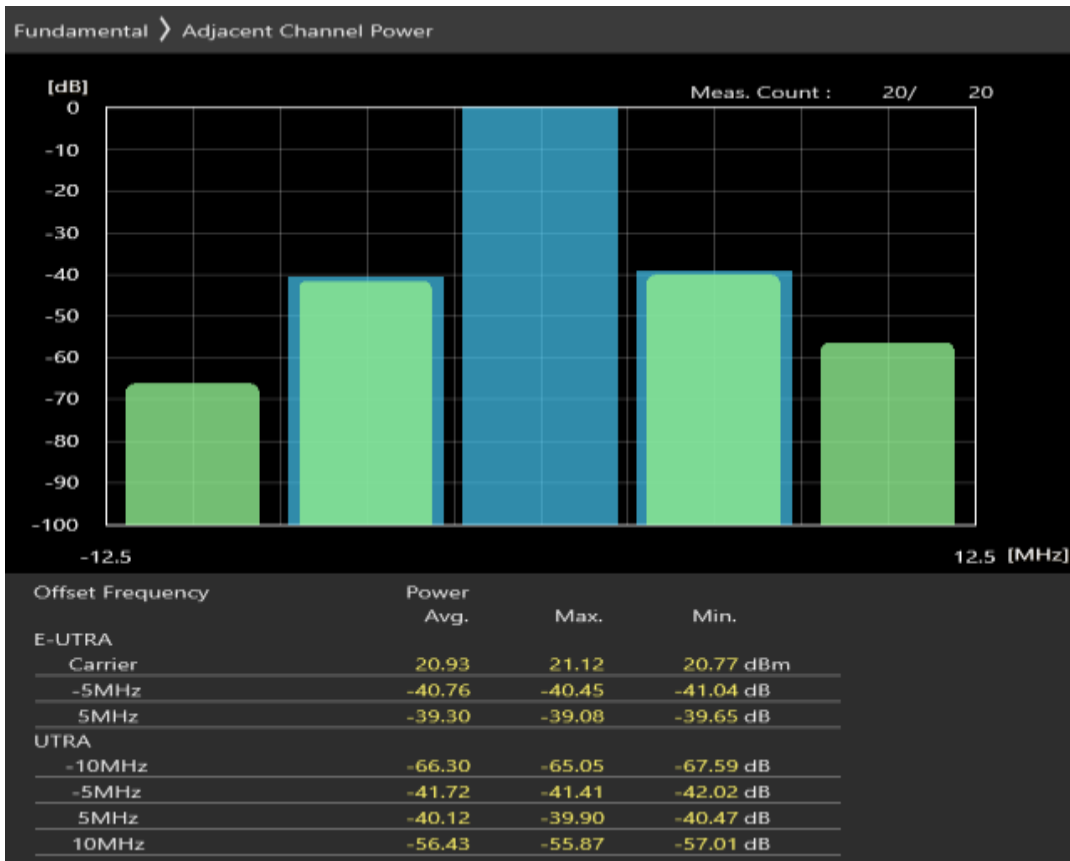 Fundamental ❯ Adjacent Channel Power
[dB]
Meas. Count : 20/ 20
0
-10
-20
-30
-40
-50
-60
-70
-80
-90
-100
-12.5 12.5 [MHz]
Offset Frequency Power
Avg. Max. Min.
E-UTRA
Carrier 20.93 21.12 20.77 dBm
-5MHz -40.76 -40.45 -41.04 dB
5MHz -39.30 -39.08 -39.65 dB
UTRA
-10MHz -66.30 -65.05 -67.59 dB
-5MHz -41.72 -41.41 -42.02 dB
5MHz -40.12 -39.90 -40.47 dB
10MHz -56.43 -55.87 -57.01 dB